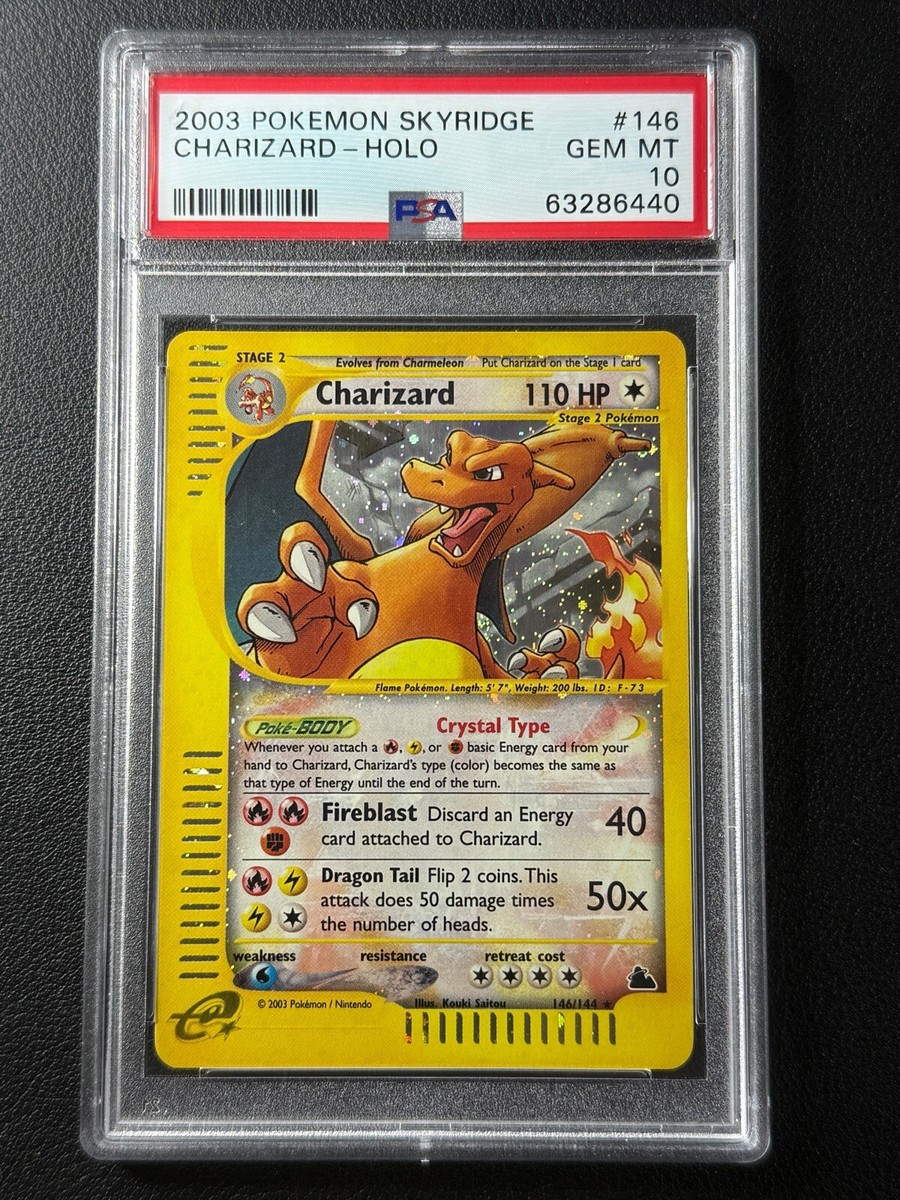 2003 POKEMON SKYRIDGE #146
CHARIZARD - HOLO GEM MT
10
PSA 63286440
STAGE 2 Evolves from Charmeleon Put Charizard on the Stage 1 card
Charizard 110 HP
Stage 2 Pokémon
Flame Pokémon. Length: 5' 7", Weight: 200 lbs. ID: F-73
Poké-BODY Crystal Type
Whenever you attach a , , or basic Energy card from your
hand to Charizard, Charizard's type (color) becomes the same as
that type of Energy until the end of the turn.
Fireblast Discard an Energy 40
card attached to Charizard.
Dragon Tail Flip 2 coins. This
attack does 50 damage times 50x
the number of heads.
weakness resistance retreat cost
© 2003 Pokémon / Nintendo Illus. Kouki Saitou 146/144 ★
e